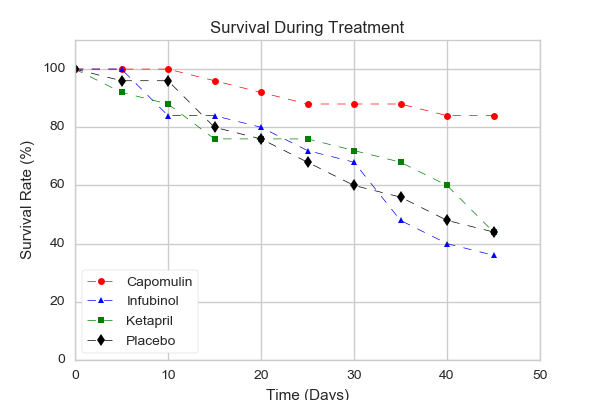 Survival During Treatment
100
80
60
40
20
0
Survival Rate (%)
Capomulin
Infubinol
Ketapril
Placebo
0 10 20 30 40 50
Time (Days)